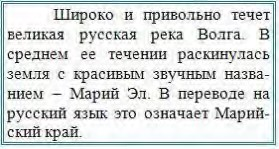 Широко и привольно течет
великая русская река Волга. В
среднем ее течении раскинулась
земля с красивым звучным назва-
нием – Марий Эл. В переводе на
русский язык это означает Марий-
ский край.